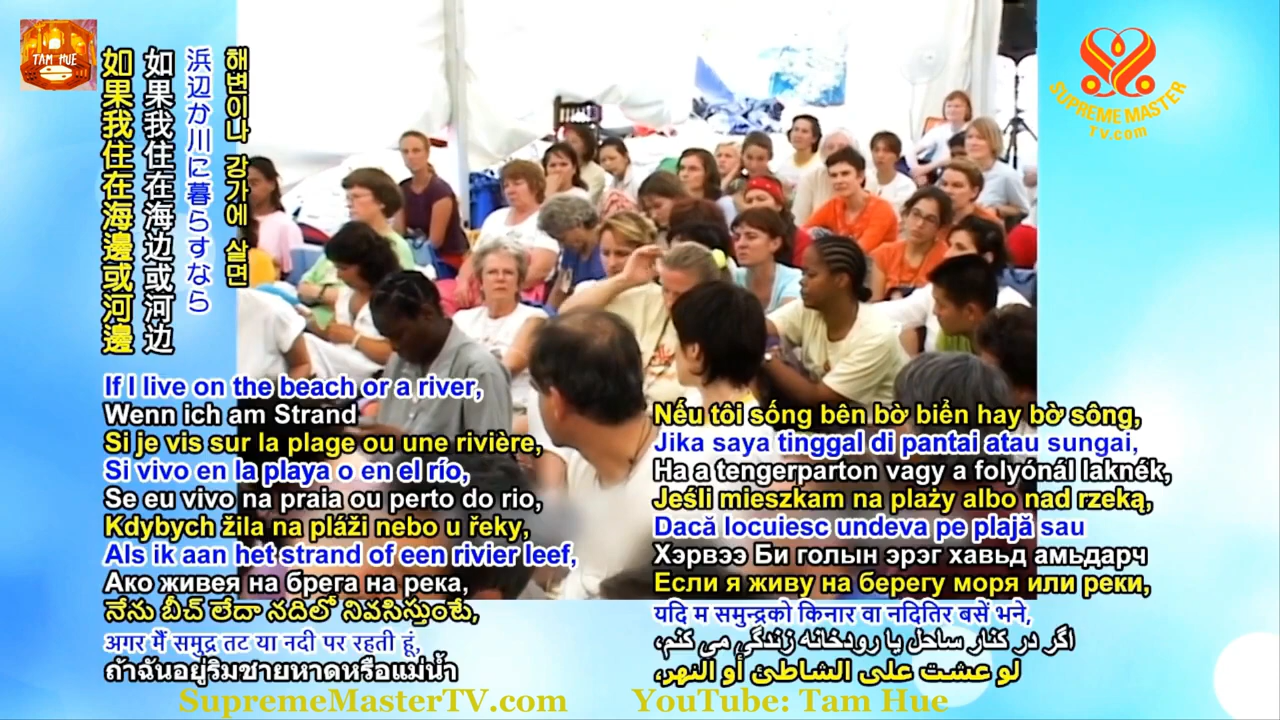 TAM HUE
SUPREME MASTER
TV.com
如果我住在海邊或河邊
如果我住在海边或河边
浜辺か川に暮らすなら
해변이나 강가에 살면
If I live on the beach or a river,
Wenn ich am Strand
Si je vis sur la plage ou une rivière,
Si vivo en la playa o en el río,
Se eu vivo na praia ou perto do rio,
Kdybych žila na pláži nebo u řeky,
Als ik aan het strand of een rivier leef,
Ако живея на брега на река,
నేను బీచ్ లేదా నదిలో నివసిస్తుంటే,
अगर मैं समुद्र तट या नदी पर रहती हूं,
ถ้าฉันอยู่ริมชายหาดหรือแม่น้ำ
Nếu tôi sống bên bờ biển hay bờ sông,
Jika saya tinggal di pantai atau sungai,
Ha a tengerparton vagy a folyónál laknék,
Jeśli mieszkam na plaży albo nad rzeką,
Dacă locuiesc undeva pe plajă sau
Хэрвээ Би голын эрэг хавьд амьдарч
Если я живу на берегу моря или реки,
यदि म समुन्द्रको किनार वा नदितिर बसें भने,
اگر در کنار ساحل یا رودخانه زندگی می کنم،
لو عشت على الشاطئ أو النهر،
SupremeMasterTV.com
YouTube: Tam Hue